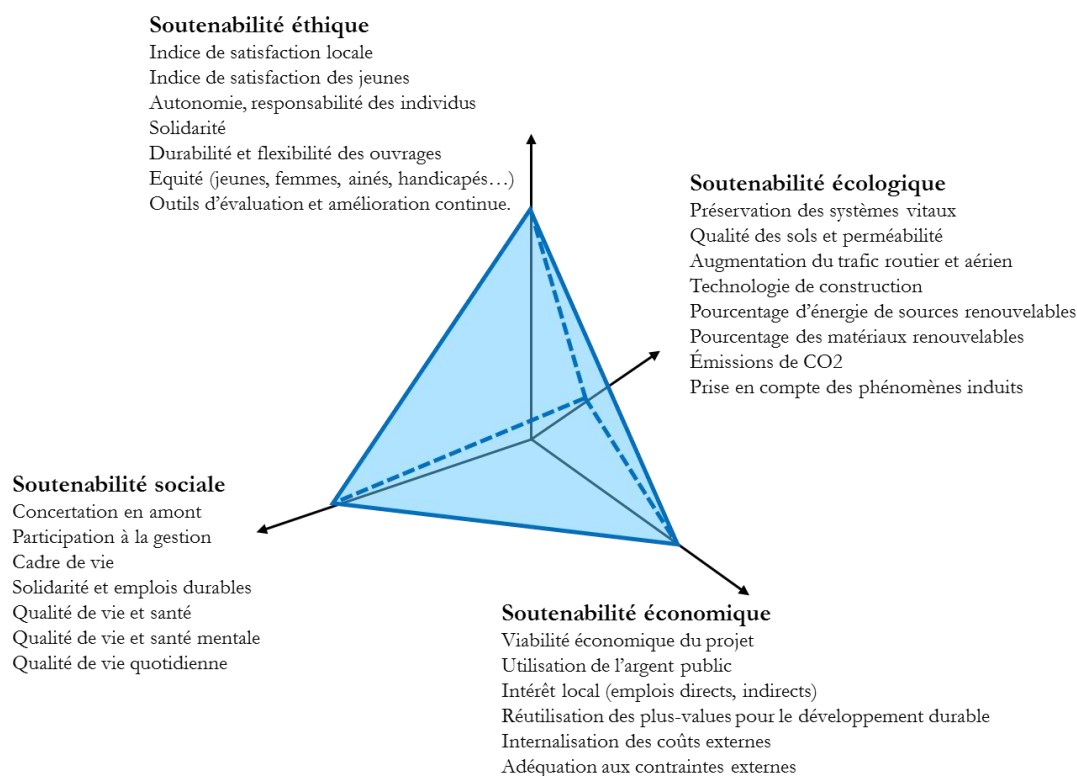 Soutenabilité éthique
Indice de satisfaction locale
Indice de satisfaction des jeunes
Autonomie, responsabilité des individus
Solidarité
Durabilité et flexibilité des ouvrages
Equité (jeunes, femmes, ainés, handicapés…)
Outils d'évaluation et amélioration continue.
Soutenabilité écologique
Préservation des systèmes vitaux
Qualité des sols et perméabilité
Augmentation du trafic routier et aérien
Technologie de construction
Pourcentage d'énergie de sources renouvelables
Pourcentage des matériaux renouvelables
Émissions de CO2
Prise en compte des phénomènes induits
Soutenabilité sociale
Concertation en amont
Participation à la gestion
Cadre de vie
Solidarité et emplois durables
Qualité de vie et santé
Qualité de vie et santé mentale
Qualité de vie quotidienne
Soutenabilité économique
Viabilité économique du projet
Utilisation de l'argent public
Intérêt local (emplois directs, indirects)
Réutilisation des plus-values pour le développement durable
Internalisation des coûts externes
Adéquation aux contraintes externes